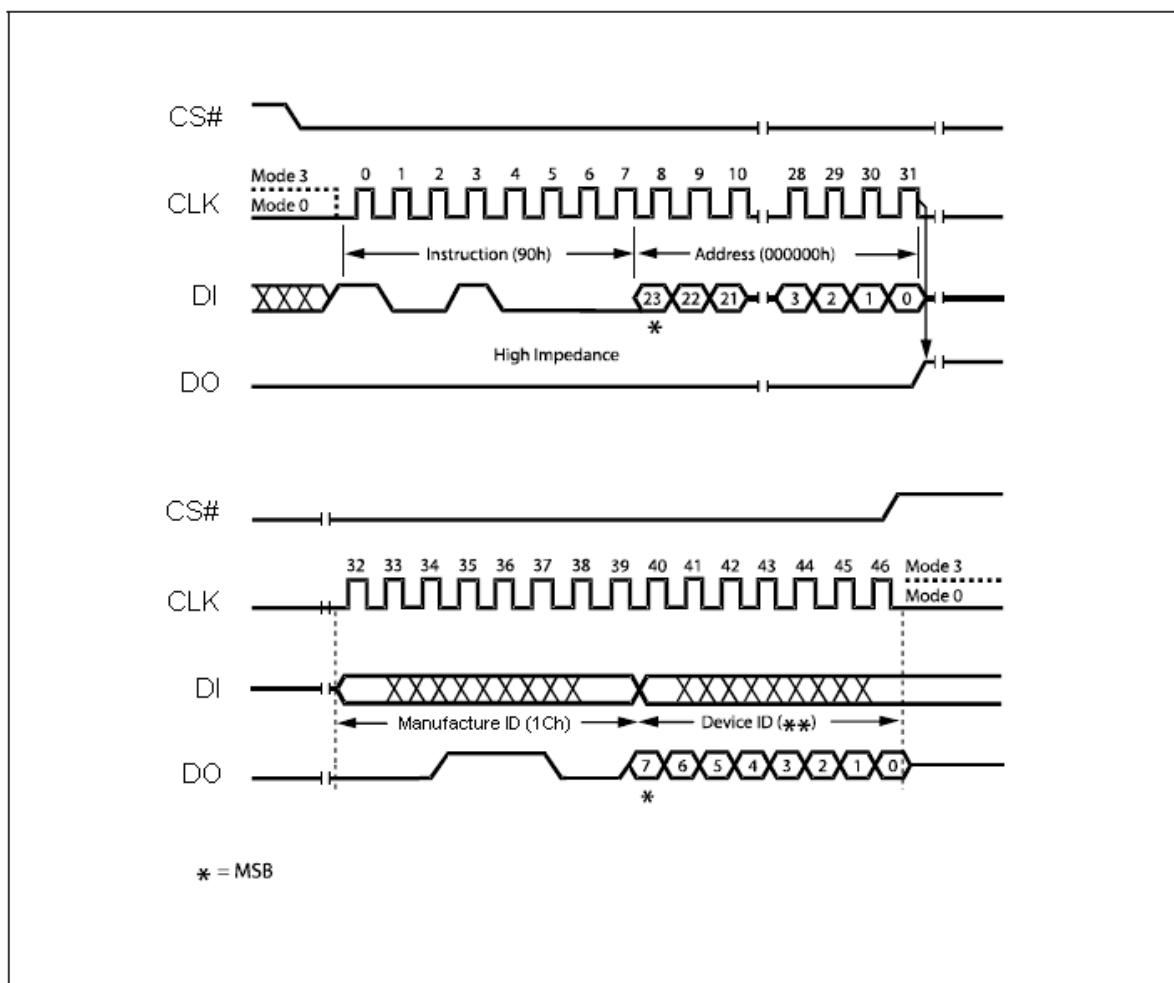 CS#
Mode 3 0 1 2 3 4 5 6 7 8 9 10 28 29 30 31
CLK Mode 0
Instruction (90h) Address (000000h)
DI 23 22 21 3 2 1 0
*
High Impedance
DO
CS#
32 33 34 35 36 37 38 39 40 41 42 43 44 45 46 Mode 3
CLK Mode 0
DI
Manufacture ID (1Ch) Device ID (**)
DO 7 6 5 4 3 2 1 0
*
* = MSB